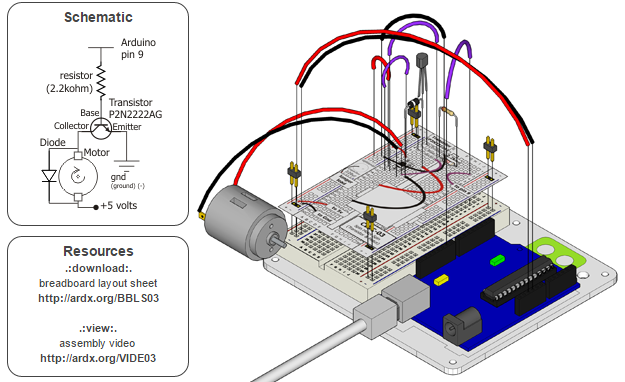 Schematic
Arduino
pin 9
resistor
(2.2kohm)
Transistor
P2N2222AG
Base
Collector
Emitter
Diode
Motor
gnd
(ground) (-)
+5 volts
Resources
.:download:.
breadboard layout sheet
http://ardx.org/BBLS03
.:view:.
assembly video
http://ardx.org/VIDE03